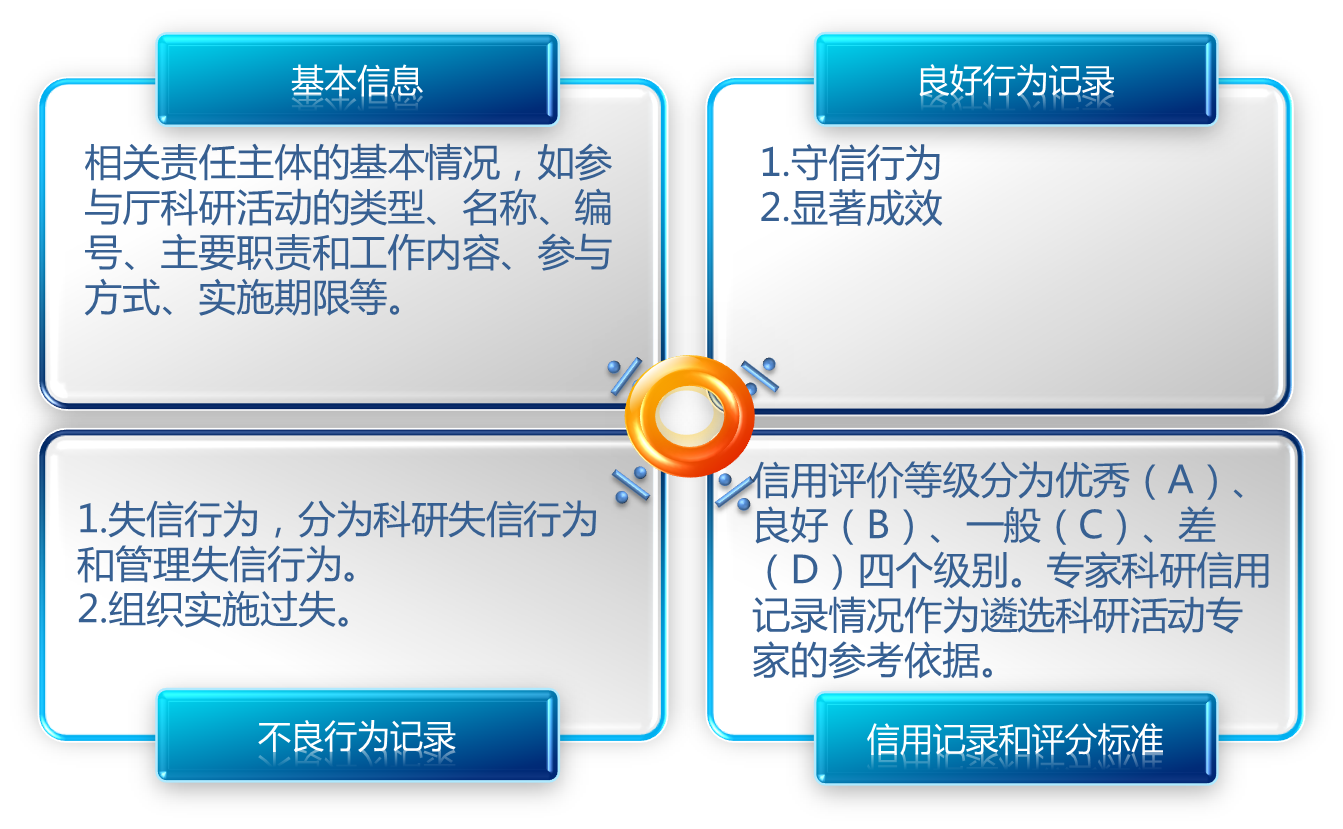 基本信息
相关责任主体的基本情况，如参
与厅科研活动的类型、名称、编
号、主要职责和工作内容、参与
方式、实施期限等。
良好行为记录
1.守信行为
2.显著成效
1.失信行为，分为科研失信行为
和管理失信行为。
2.组织实施过失。
不良行为记录
信用评价等级分为优秀（A）、
良好（B）、一般（C）、差
（D）四个级别。专家科研信用
记录情况作为遴选科研活动专
家的参考依据。
信用记录和评分标准